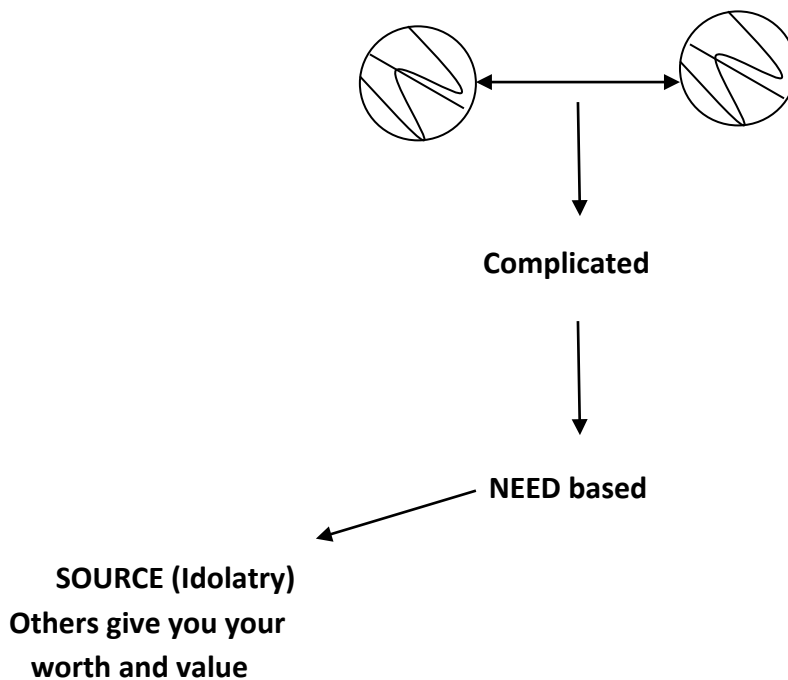 Complicated
NEED based
SOURCE (Idolatry)
Others give you your
worth and value